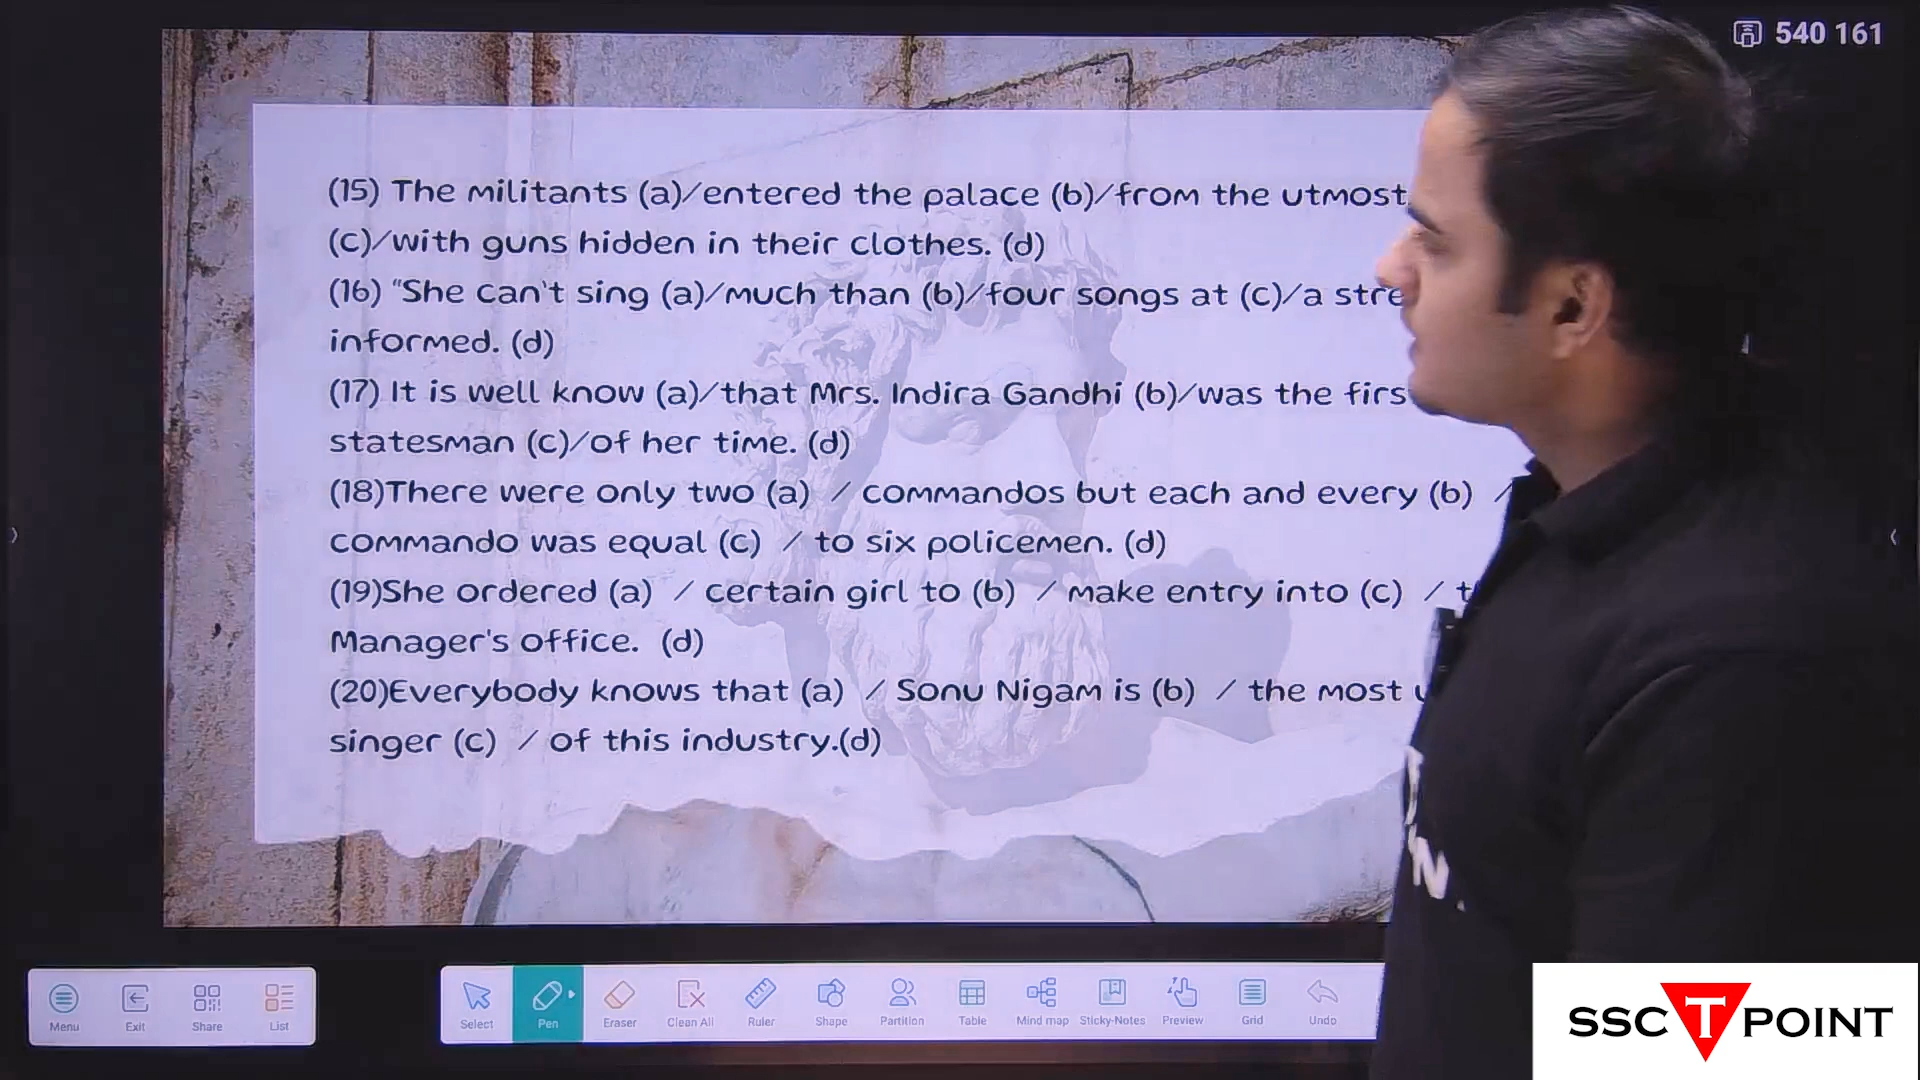 540 161
(15) The militants (a)/entered the palace (b)/from the utmost
(c)/with guns hidden in their clothes. (d)
(16) "She can't sing (a)/much than (b)/four songs at (c)/a
informed. (d)
(17) It is well know (a)/that Mrs. Indira Gandhi (b)/was the
statesman (c)/of her time. (d)
(18)There were only two (a) / commandos but each and every (b) /
commando was equal (c) / to six policemen. (d)
(19)She ordered (a) / certain girl to (b) / make entry into (c) /
Manager's office. (d)
(20)Everybody knows that (a) / Sonu Nigam is (b) / the most
singer (c) / of this industry.(d)
Menu Exit Share List Select Pen Eraser Clean All Ruler Shape Partition Table Mind map Sticky-Notes Preview Grid Undo
SSC T POINT